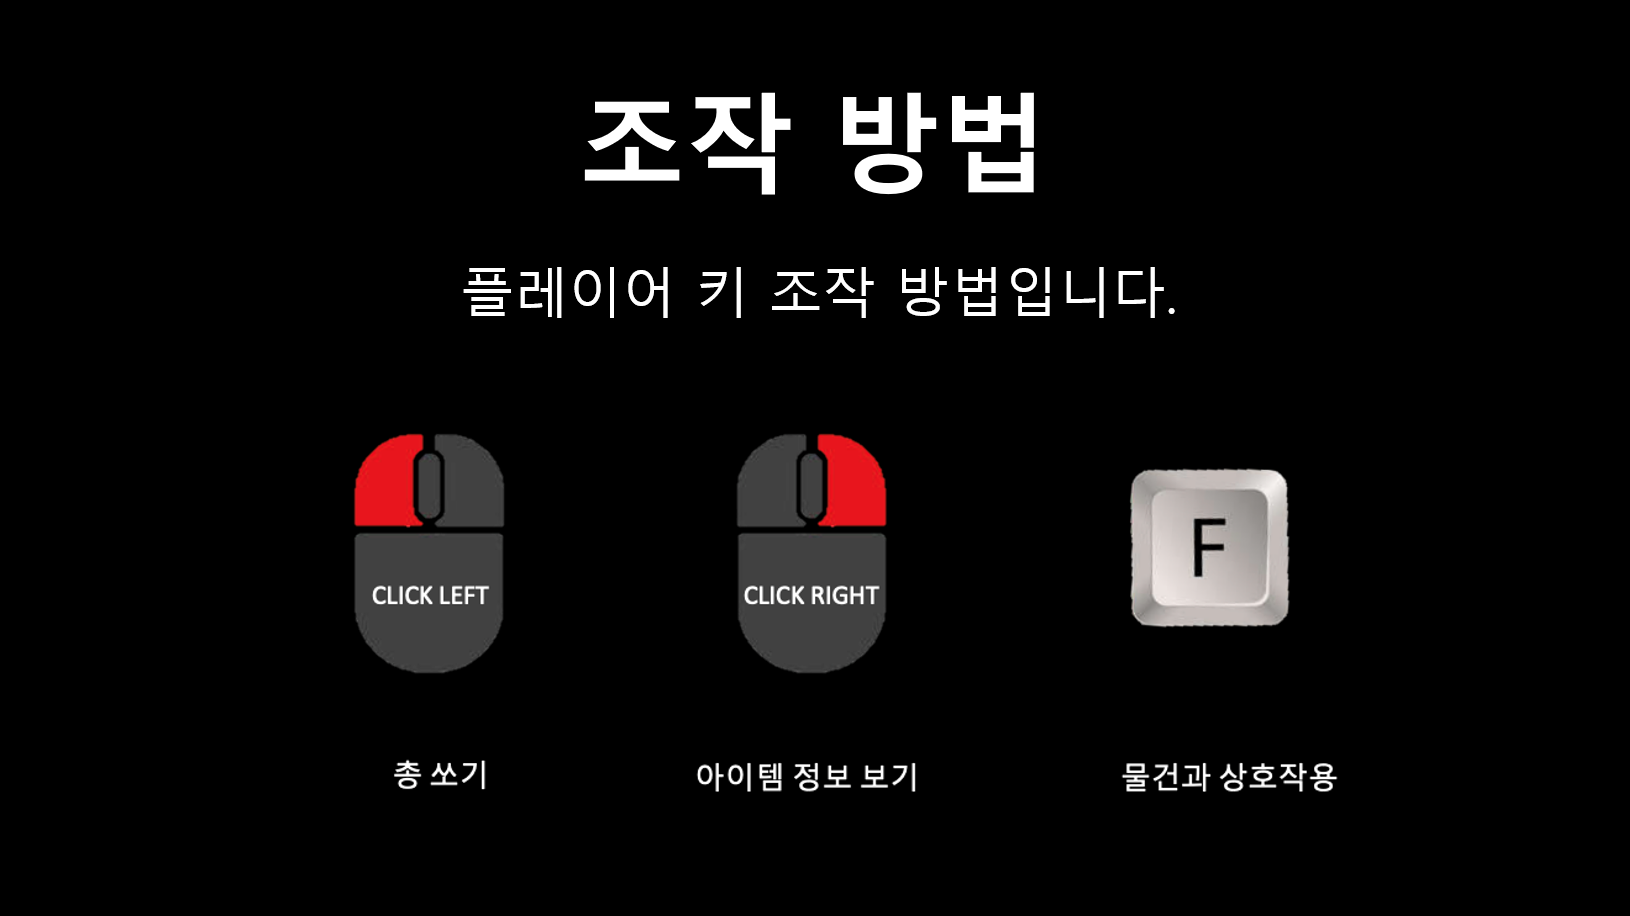 조작 방법
플레이어 키 조작 방법입니다.
CLICK LEFT
CLICK RIGHT
F
총 쏘기
아이템 정보 보기
물건과 상호작용